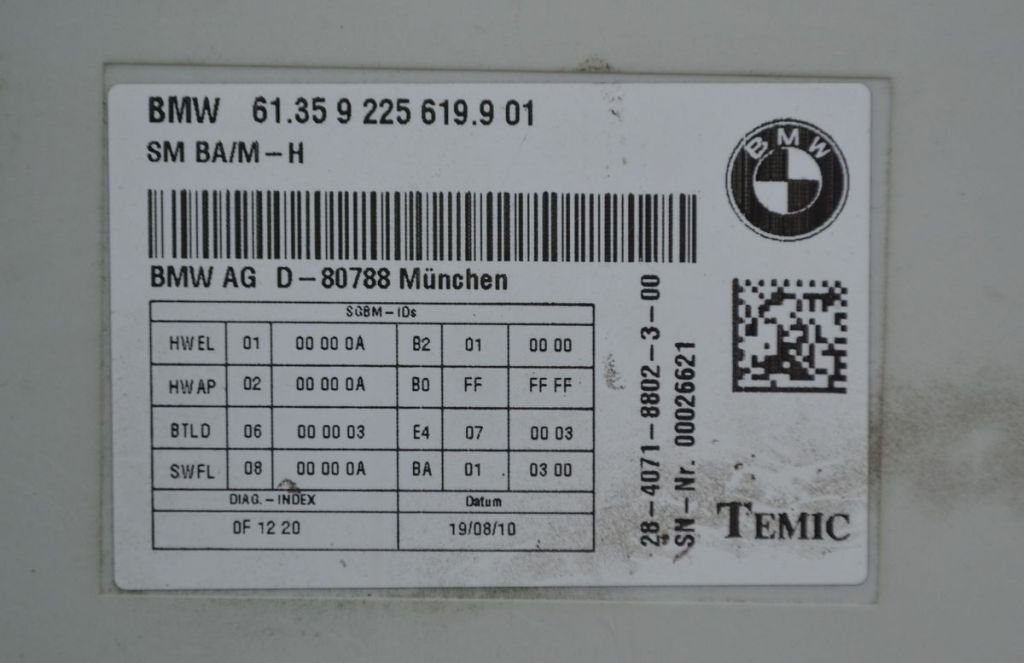 BMW 61.35 9 225 619.9 01
SM BA/M – H
BMW
BMW AG D – 80788 München
SGBM – IDs
HWEL 01 00 00 0A B2 01 00 00
HWAP 02 00 00 0A B0 FF FF FF
BTLD 06 00 00 03 E4 07 00 03
SWFL 08 00 00 0A BA 01 03 00
DIAG. – INDEX Datum
0F 12 20 19/08/10
28 – 4071 – 8802 – 3 – 00
SN – Nr. 00026621
TEMIC